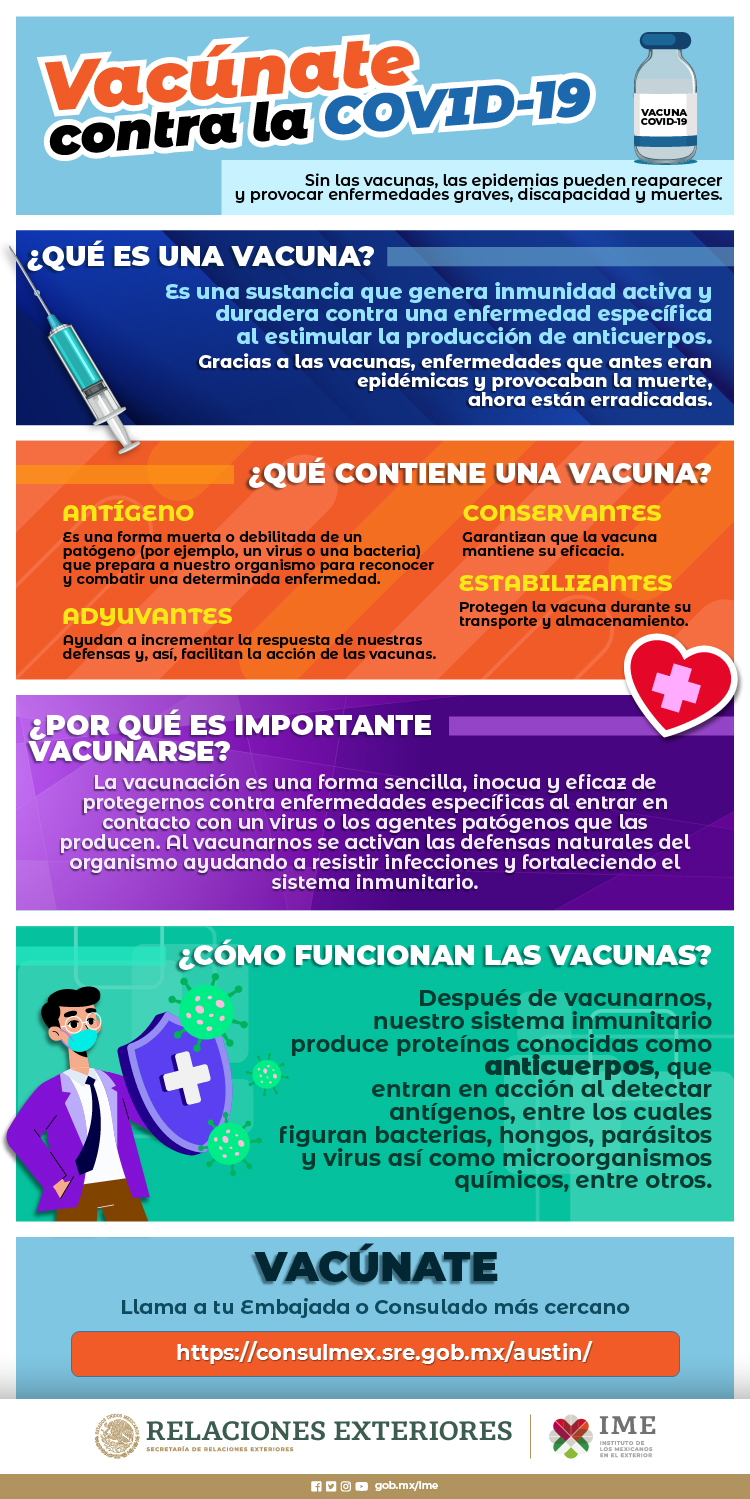 Vacúnate
contra la COVID-19
VACUNA
COVID-19
Sin las vacunas, las epidemias pueden reaparecer
y provocar enfermedades graves, discapacidad y muertes.
¿QUÉ ES UNA VACUNA?
Es una sustancia que genera inmunidad activa y
duradera contra una enfermedad específica
al estimular la producción de anticuerpos.
Gracias a las vacunas, enfermedades que antes eran
epidémicas y provocaban la muerte,
ahora están erradicadas.
¿QUÉ CONTIENE UNA VACUNA?
ANTÍGENO
Es una forma muerta o debilitada de un
patógeno (por ejemplo, un virus o una bacteria)
que prepara a nuestro organismo para reconocer
y combatir una determinada enfermedad.
ADYUVANTES
Ayudan a incrementar la respuesta de nuestras
defensas y, así, facilitan la acción de las vacunas.
CONSERVANTES
Garantizan que la vacuna
mantiene su eficacia.
ESTABILIZANTES
Protegen la vacuna durante su
transporte y almacenamiento.
¿POR QUÉ ES IMPORTANTE
VACUNARSE?
La vacunación es una forma sencilla, inocua y eficaz de
protegernos contra enfermedades específicas al entrar en
contacto con un virus o los agentes patógenos que las
producen. Al vacunarnos se activan las defensas naturales del
organismo ayudando a resistir infecciones y fortaleciendo el
sistema inmunitario.
¿CÓMO FUNCIONAN LAS VACUNAS?
Después de vacunarnos,
nuestro sistema inmunitario
produce proteínas conocidas como
anticuerpos, que
entran en acción al detectar
antígenos, entre los cuales
figuran bacterias, hongos, parásitos
y virus así como microorganismos
químicos, entre otros.
VACÚNATE
Llama a tu Embajada o Consulado más cercano
https://consulmex.sre.gob.mx/austin/
RELACIONES EXTERIORES
SECRETARÍA DE RELACIONES EXTERIORES
IME
INSTITUTO DE
LOS MEXICANOS
EN EL EXTERIOR
gob.mx/ime